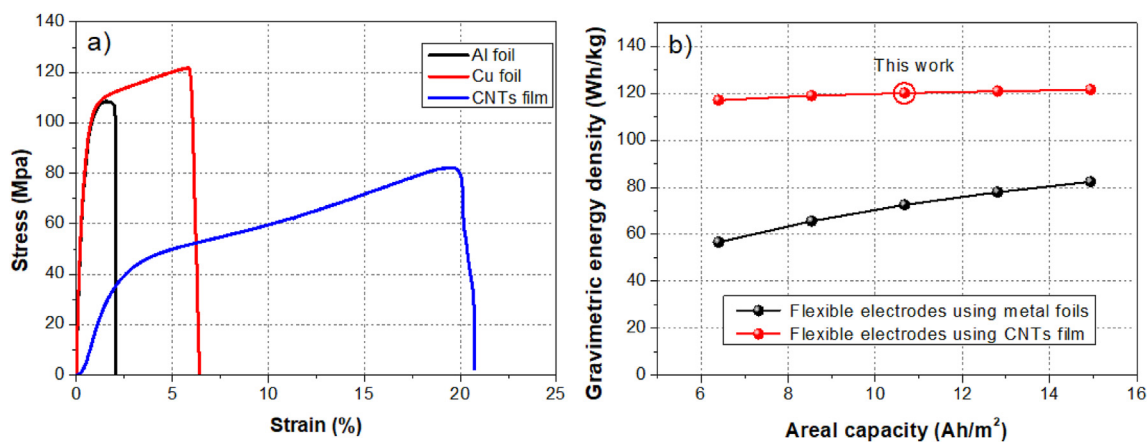 a)
Al foil
Cu foil
CNTs film
140
120
100
80
60
40
20
0
0
5
10
15
20
25
Stress (Mpa)
Strain (%)
b)
This work
Flexible electrodes using metal foils
Flexible electrodes using CNTs film
140
120
100
80
60
40
20
0
6
8
10
12
14
16
Gravimetric energy density (Wh/kg)
Areal capacity (Ah/m²)